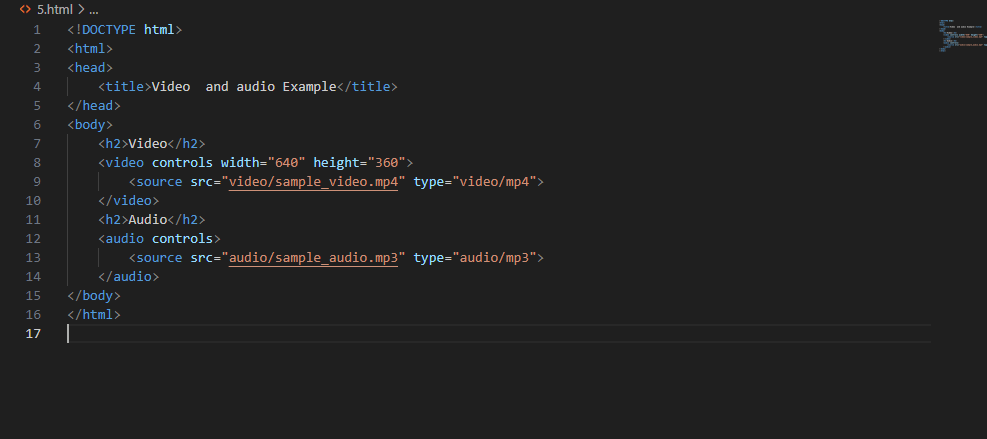 <> 5.html > ...
1 <!DOCTYPE html>
2 <html>
3 <head>
4     <title>Video  and audio Example</title>
5 </head>
6 <body>
7     <h2>Video</h2>
8     <video controls width="640" height="360">
9         <source src="video/sample_video.mp4" type="video/mp4">
10     </video>
11     <h2>Audio</h2>
12     <audio controls>
13         <source src="audio/sample_audio.mp3" type="audio/mp3">
14     </audio>
15 </body>
16 </html>
17